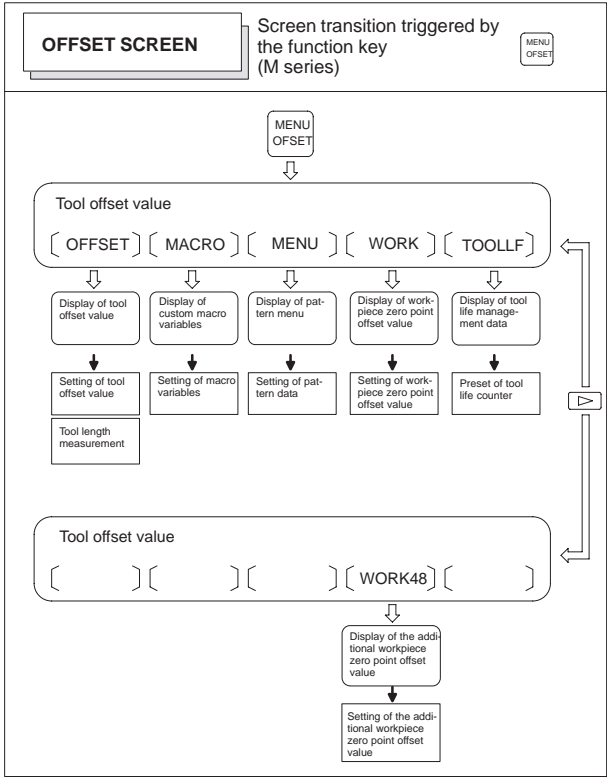 OFFSET SCREEN
Screen transition triggered by
the function key
(M series)
MENU
OFSET
MENU
OFSET
Tool offset value
[ OFFSET ] [ MACRO ] [ MENU ] [ WORK ] [ TOOLLF ]
Display of tool
offset value
Display of
custom macro
variables
Display of pat-
tern menu
Display of work-
piece zero point
offset value
Display of tool
life manage-
ment data
Setting of tool
offset value
Setting of macro
variables
Setting of pat-
tern data
Setting of work-
piece zero point
offset value
Preset of tool
life counter
Tool length
measurement
Tool offset value
[ ] [ ] [ ] [ WORK48 ] [ ]
Display of the addi-
tional workpiece
zero point offset
value
Setting of the addi-
tional workpiece
zero point offset
value